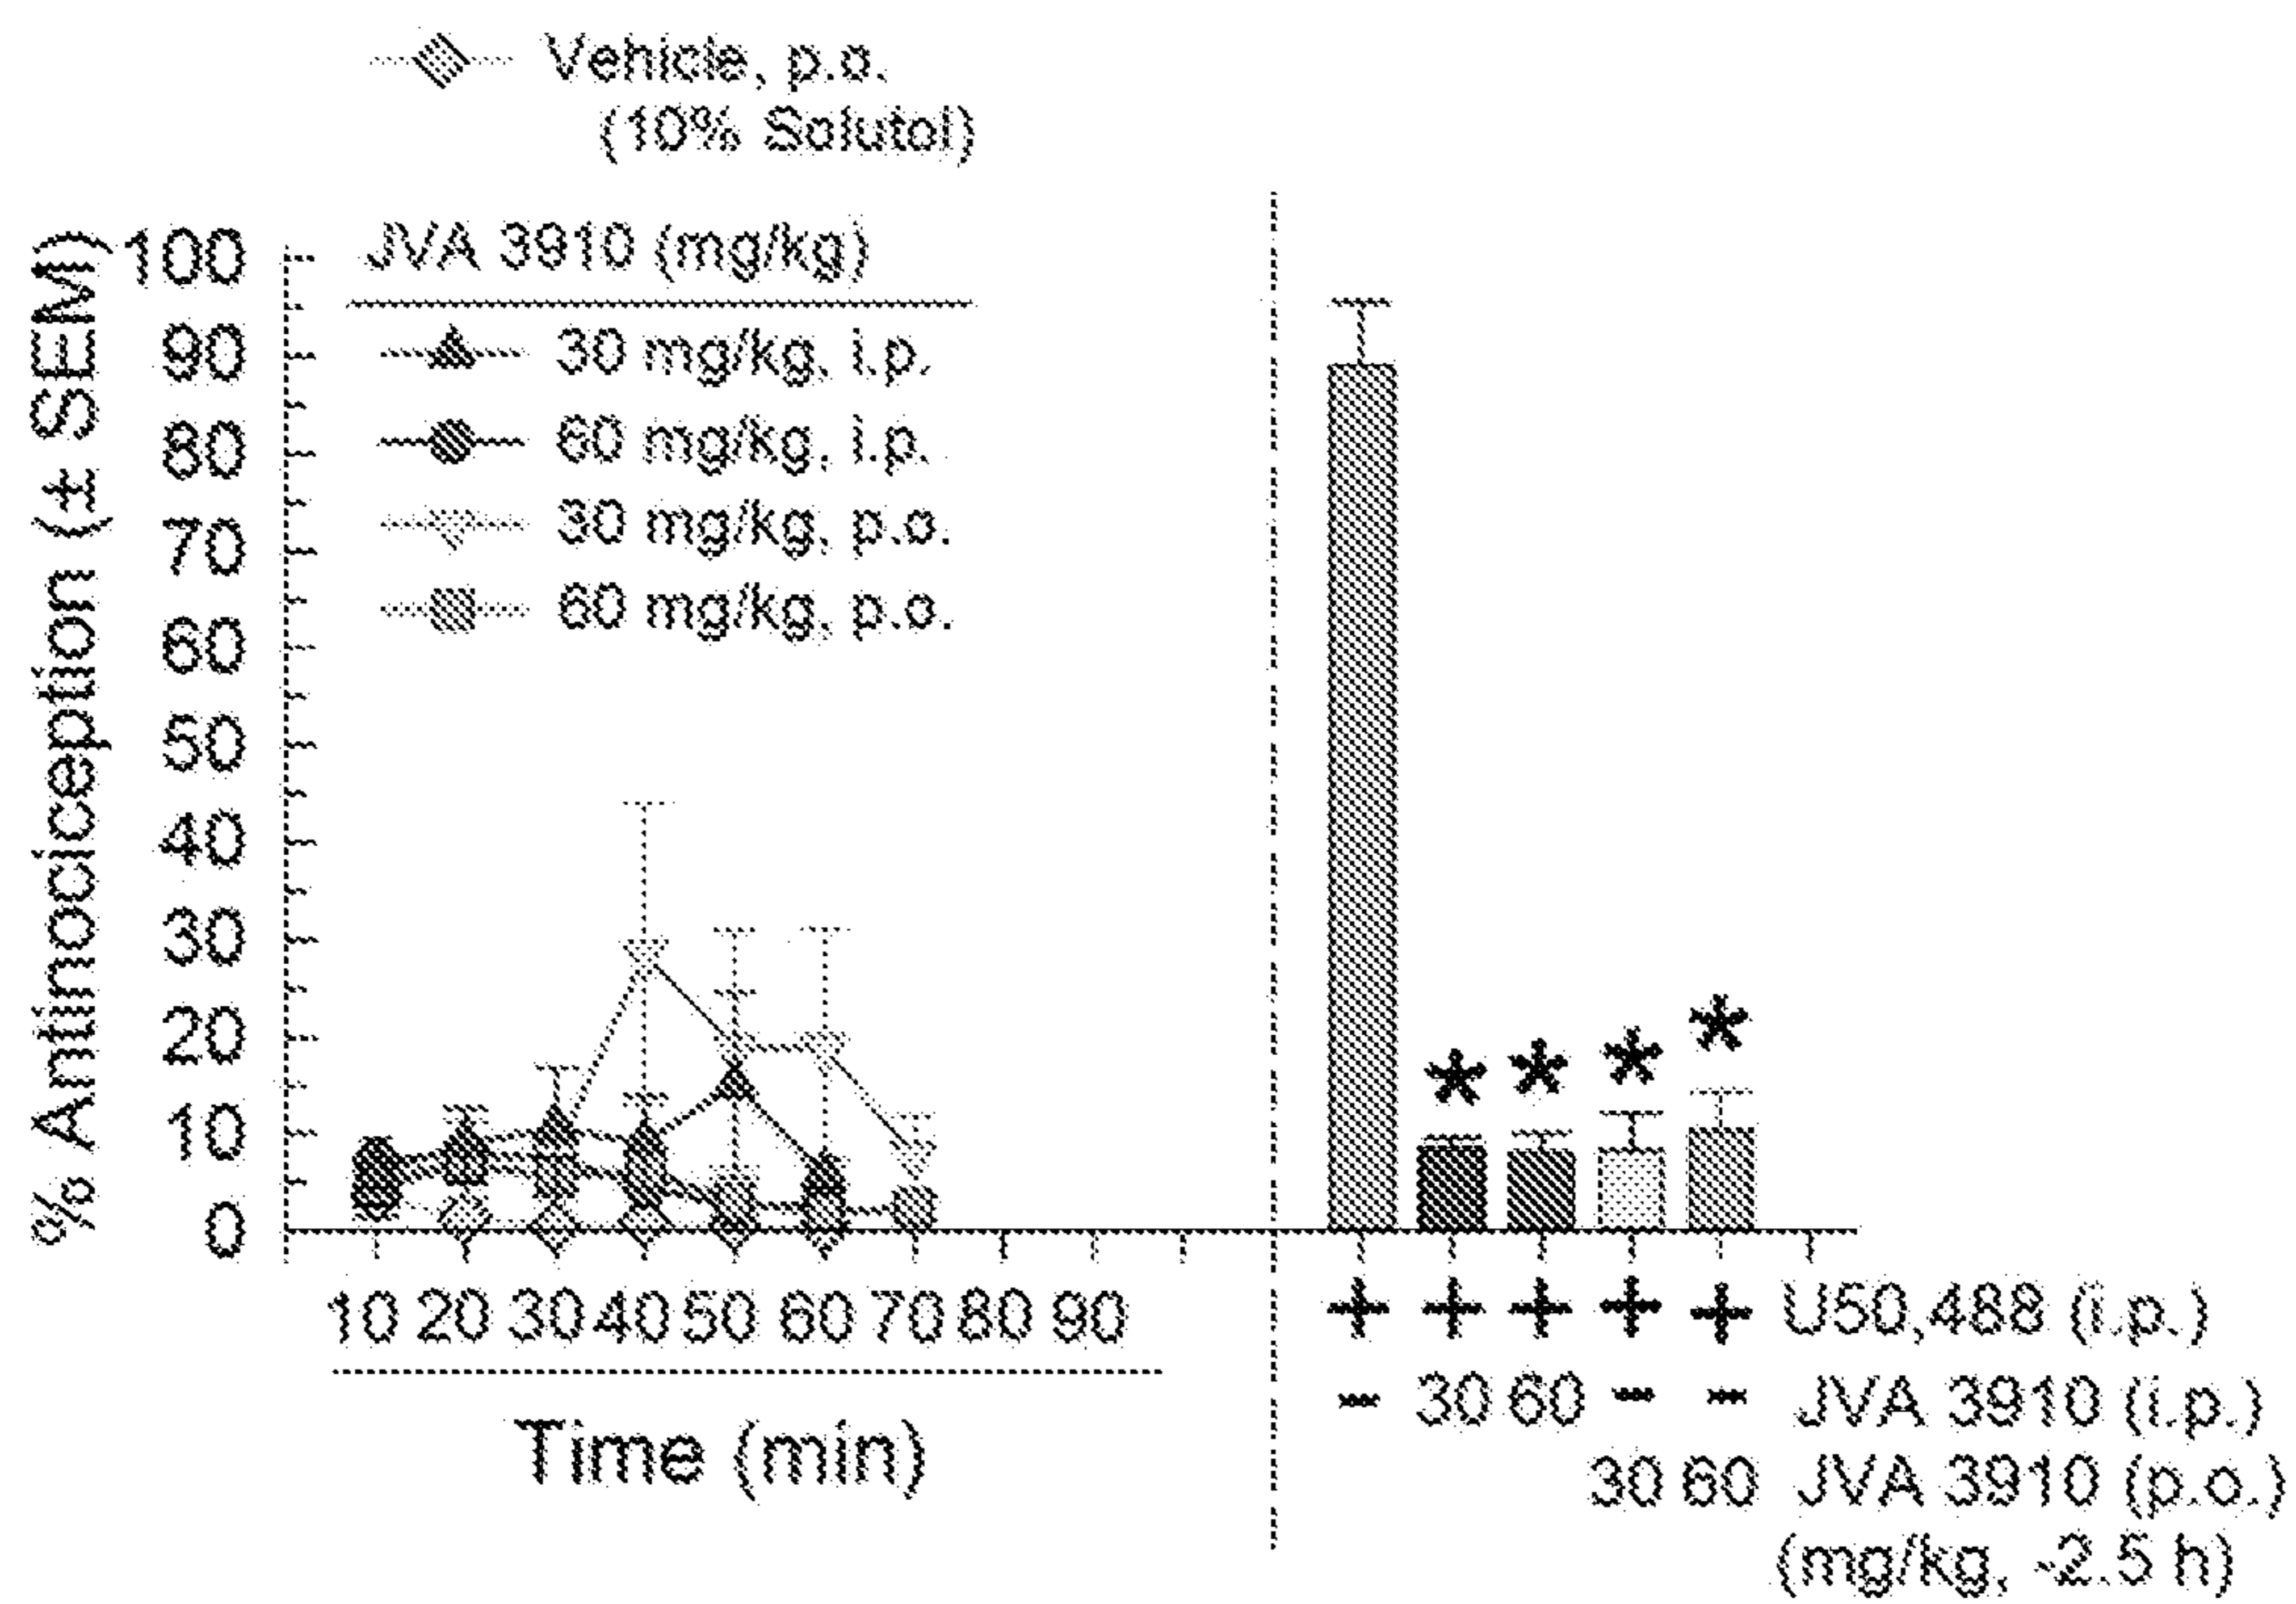 Vehicle, p.o.
(10% Solutol)
JVA 3910 (mg/kg)
30 mg/kg, i.p.
60 mg/kg, i.p.
30 mg/kg, p.o.
60 mg/kg, p.o.
% Antinociception (± SEM)
100
90
80
70
60
50
40
30
20
10
0
10 20 30 40 50 60 70 80 90
Time (min)
* * * *
+ + + + + U50,488 (i.p.)
- 30 60 - - JVA 3910 (i.p.)
30 60 JVA 3910 (p.o.)
(mg/kg, -2.5 h)